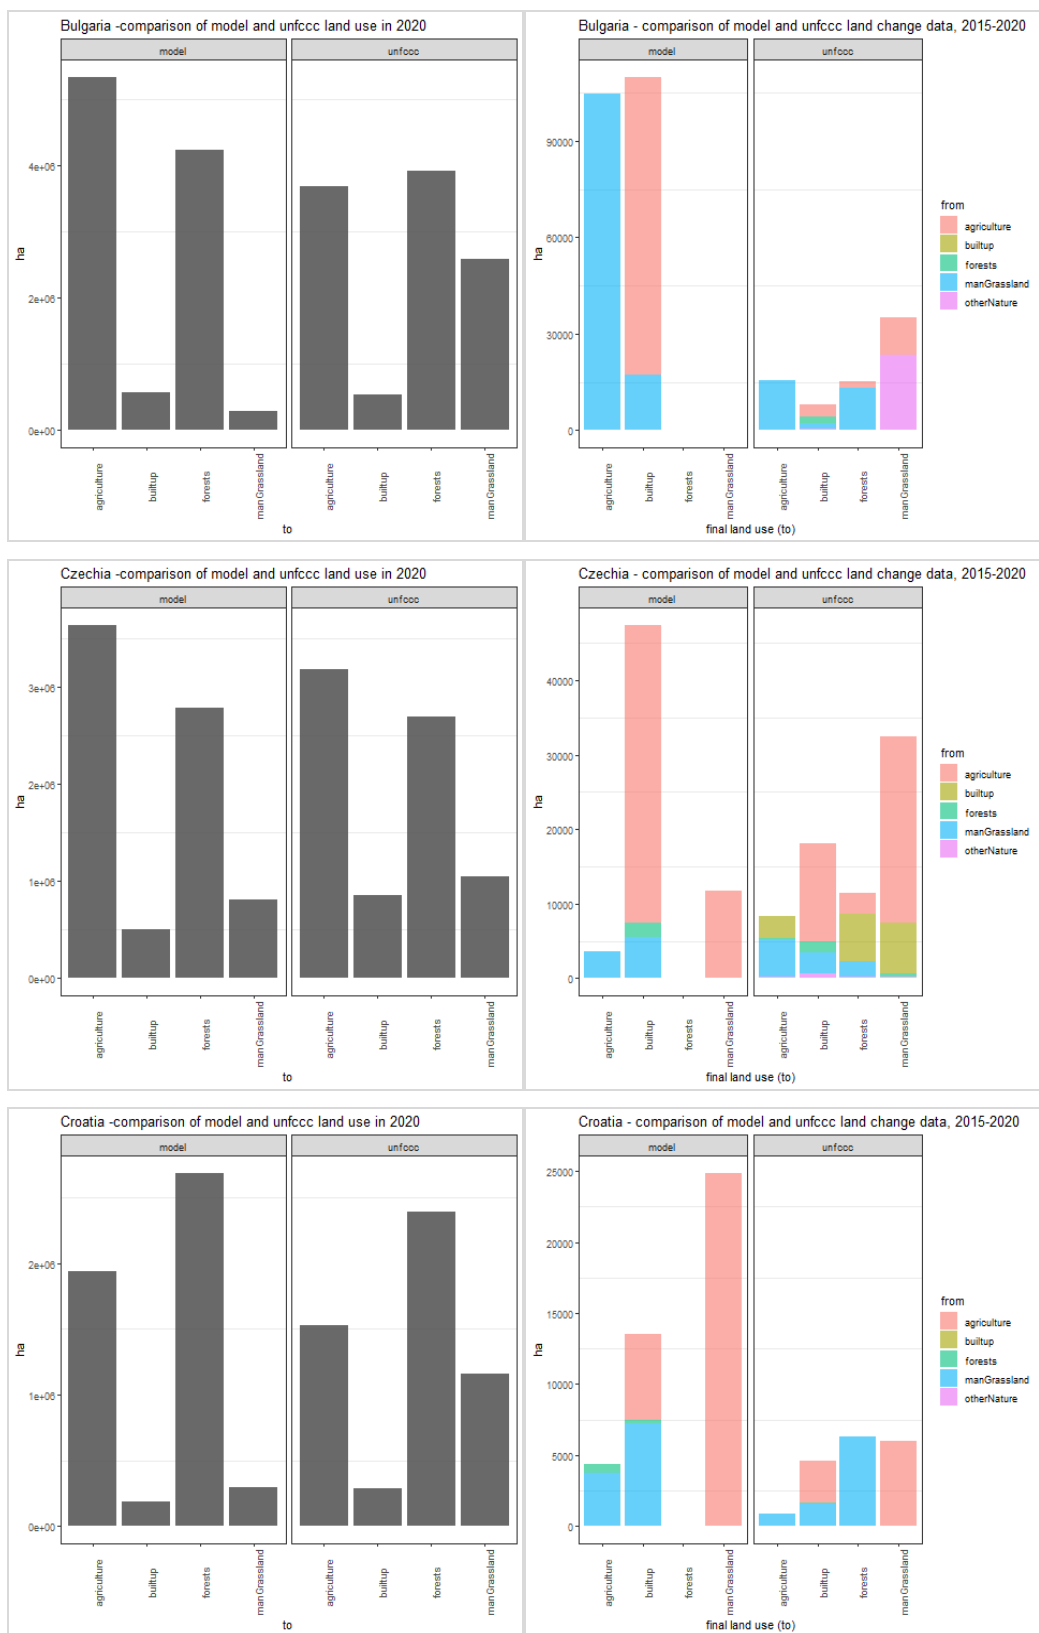 Bulgaria -comparison of model and unfccc land use in 2020
model
unfccc
ha
4e+06
2e+06
0e+00
agriculture
builtup
forests
manGrassland
agriculture
builtup
forests
manGrassland
to
Bulgaria - comparison of model and unfccc land change data, 2015-2020
model
unfccc
ha
90000
60000
30000
0
agriculture
builtup
forests
manGrassland
agriculture
builtup
forests
manGrassland
final land use (to)
from
agriculture
builtup
forests
manGrassland
otherNature
Czechia -comparison of model and unfccc land use in 2020
model
unfccc
ha
3e+06
2e+06
1e+06
0e+00
agriculture
builtup
forests
manGrassland
agriculture
builtup
forests
manGrassland
to
Czechia - comparison of model and unfccc land change data, 2015-2020
model
unfccc
ha
40000
30000
20000
10000
0
agriculture
builtup
forests
manGrassland
agriculture
builtup
forests
manGrassland
final land use (to)
from
agriculture
builtup
forests
manGrassland
otherNature
Croatia -comparison of model and unfccc land use in 2020
model
unfccc
ha
2e+06
1e+06
0e+00
agriculture
builtup
forests
manGrassland
agriculture
builtup
forests
manGrassland
to
Croatia - comparison of model and unfccc land change data, 2015-2020
model
unfccc
ha
25000
20000
15000
10000
5000
0
agriculture
builtup
forests
manGrassland
agriculture
builtup
forests
manGrassland
final land use (to)
from
agriculture
builtup
forests
manGrassland
otherNature